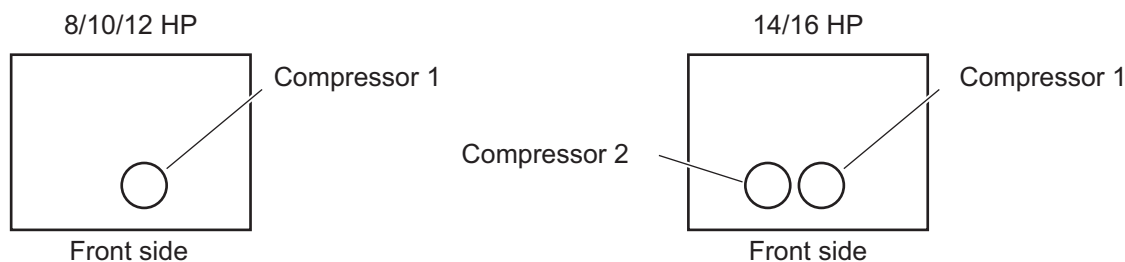 8/10/12 HP
Compressor 1
Front side
14/16 HP
Compressor 1
Compressor 2
Front side